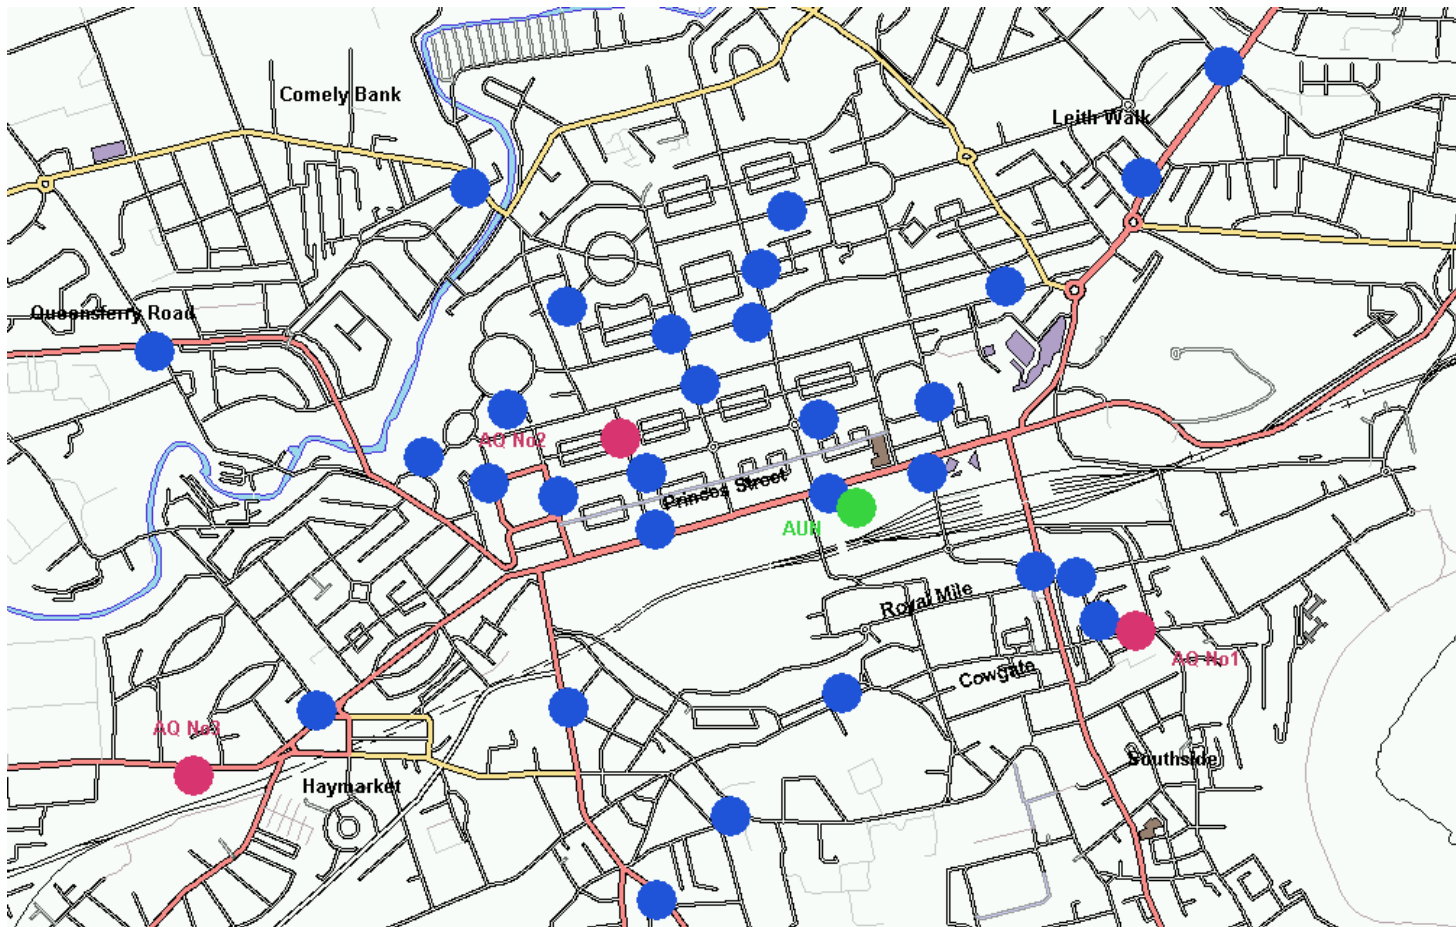 Comely Bank
Leith Walk
Queensferry Road
AQ No2
Princes Street
AUN
Royal Mile
AQ No1
Cowgate
AQ No3
Southside
Haymarket